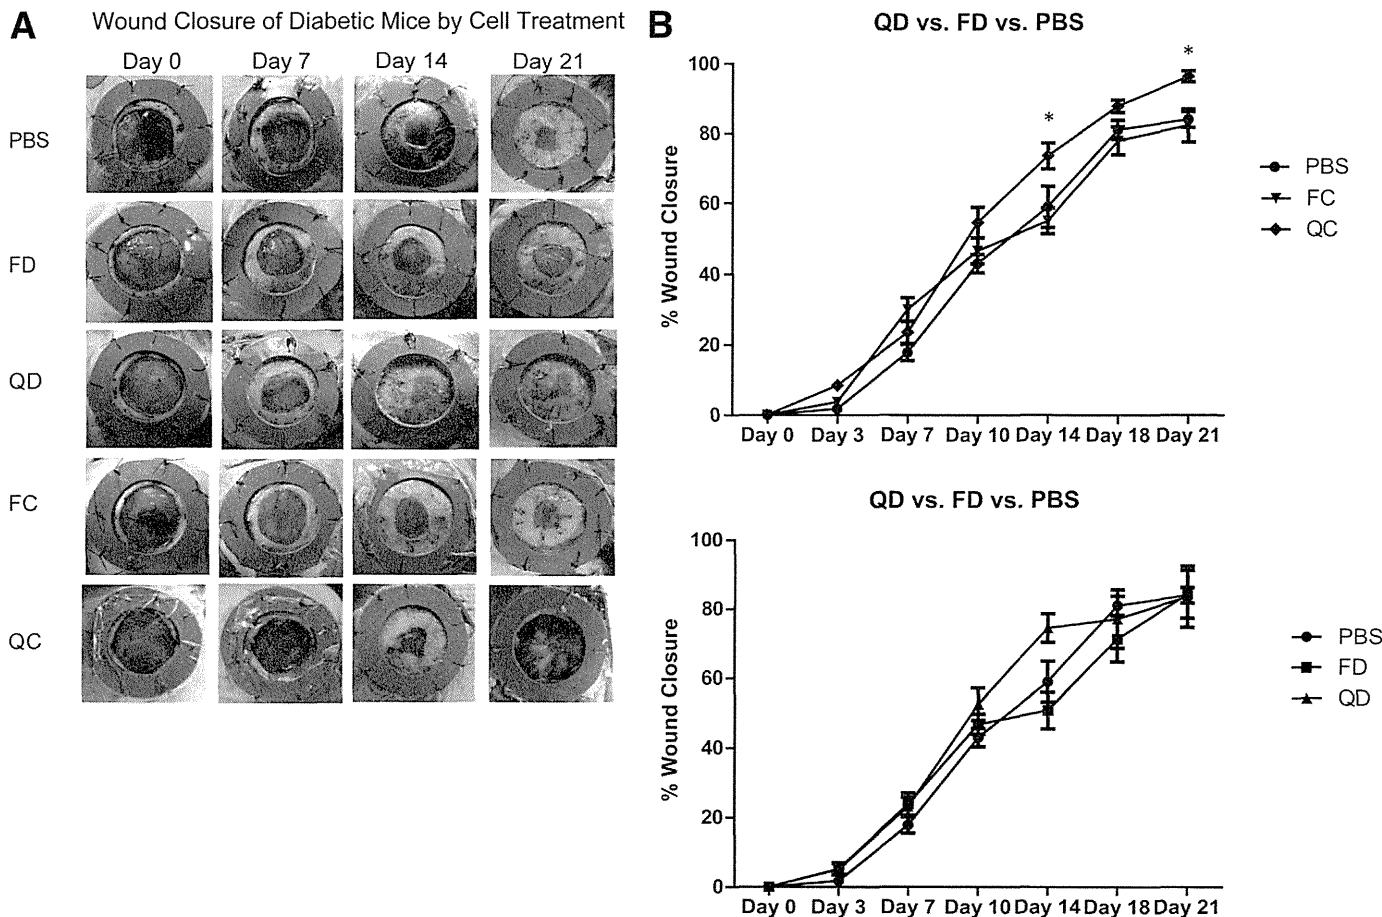 A
Wound Closure of Diabetic Mice by Cell Treatment
Day 0 Day 7 Day 14 Day 21
PBS
FD
QD
FC
QC
B
QD vs. FD vs. PBS
% Wound Closure
100
80
60
40
20
0
Day 0 Day 3 Day 7 Day 10 Day 14 Day 18 Day 21
*
*
PBS
FC
QC
QD vs. FD vs. PBS
% Wound Closure
100
80
60
40
20
0
Day 0 Day 3 Day 7 Day 10 Day 14 Day 18 Day 21
PBS
FD
QD